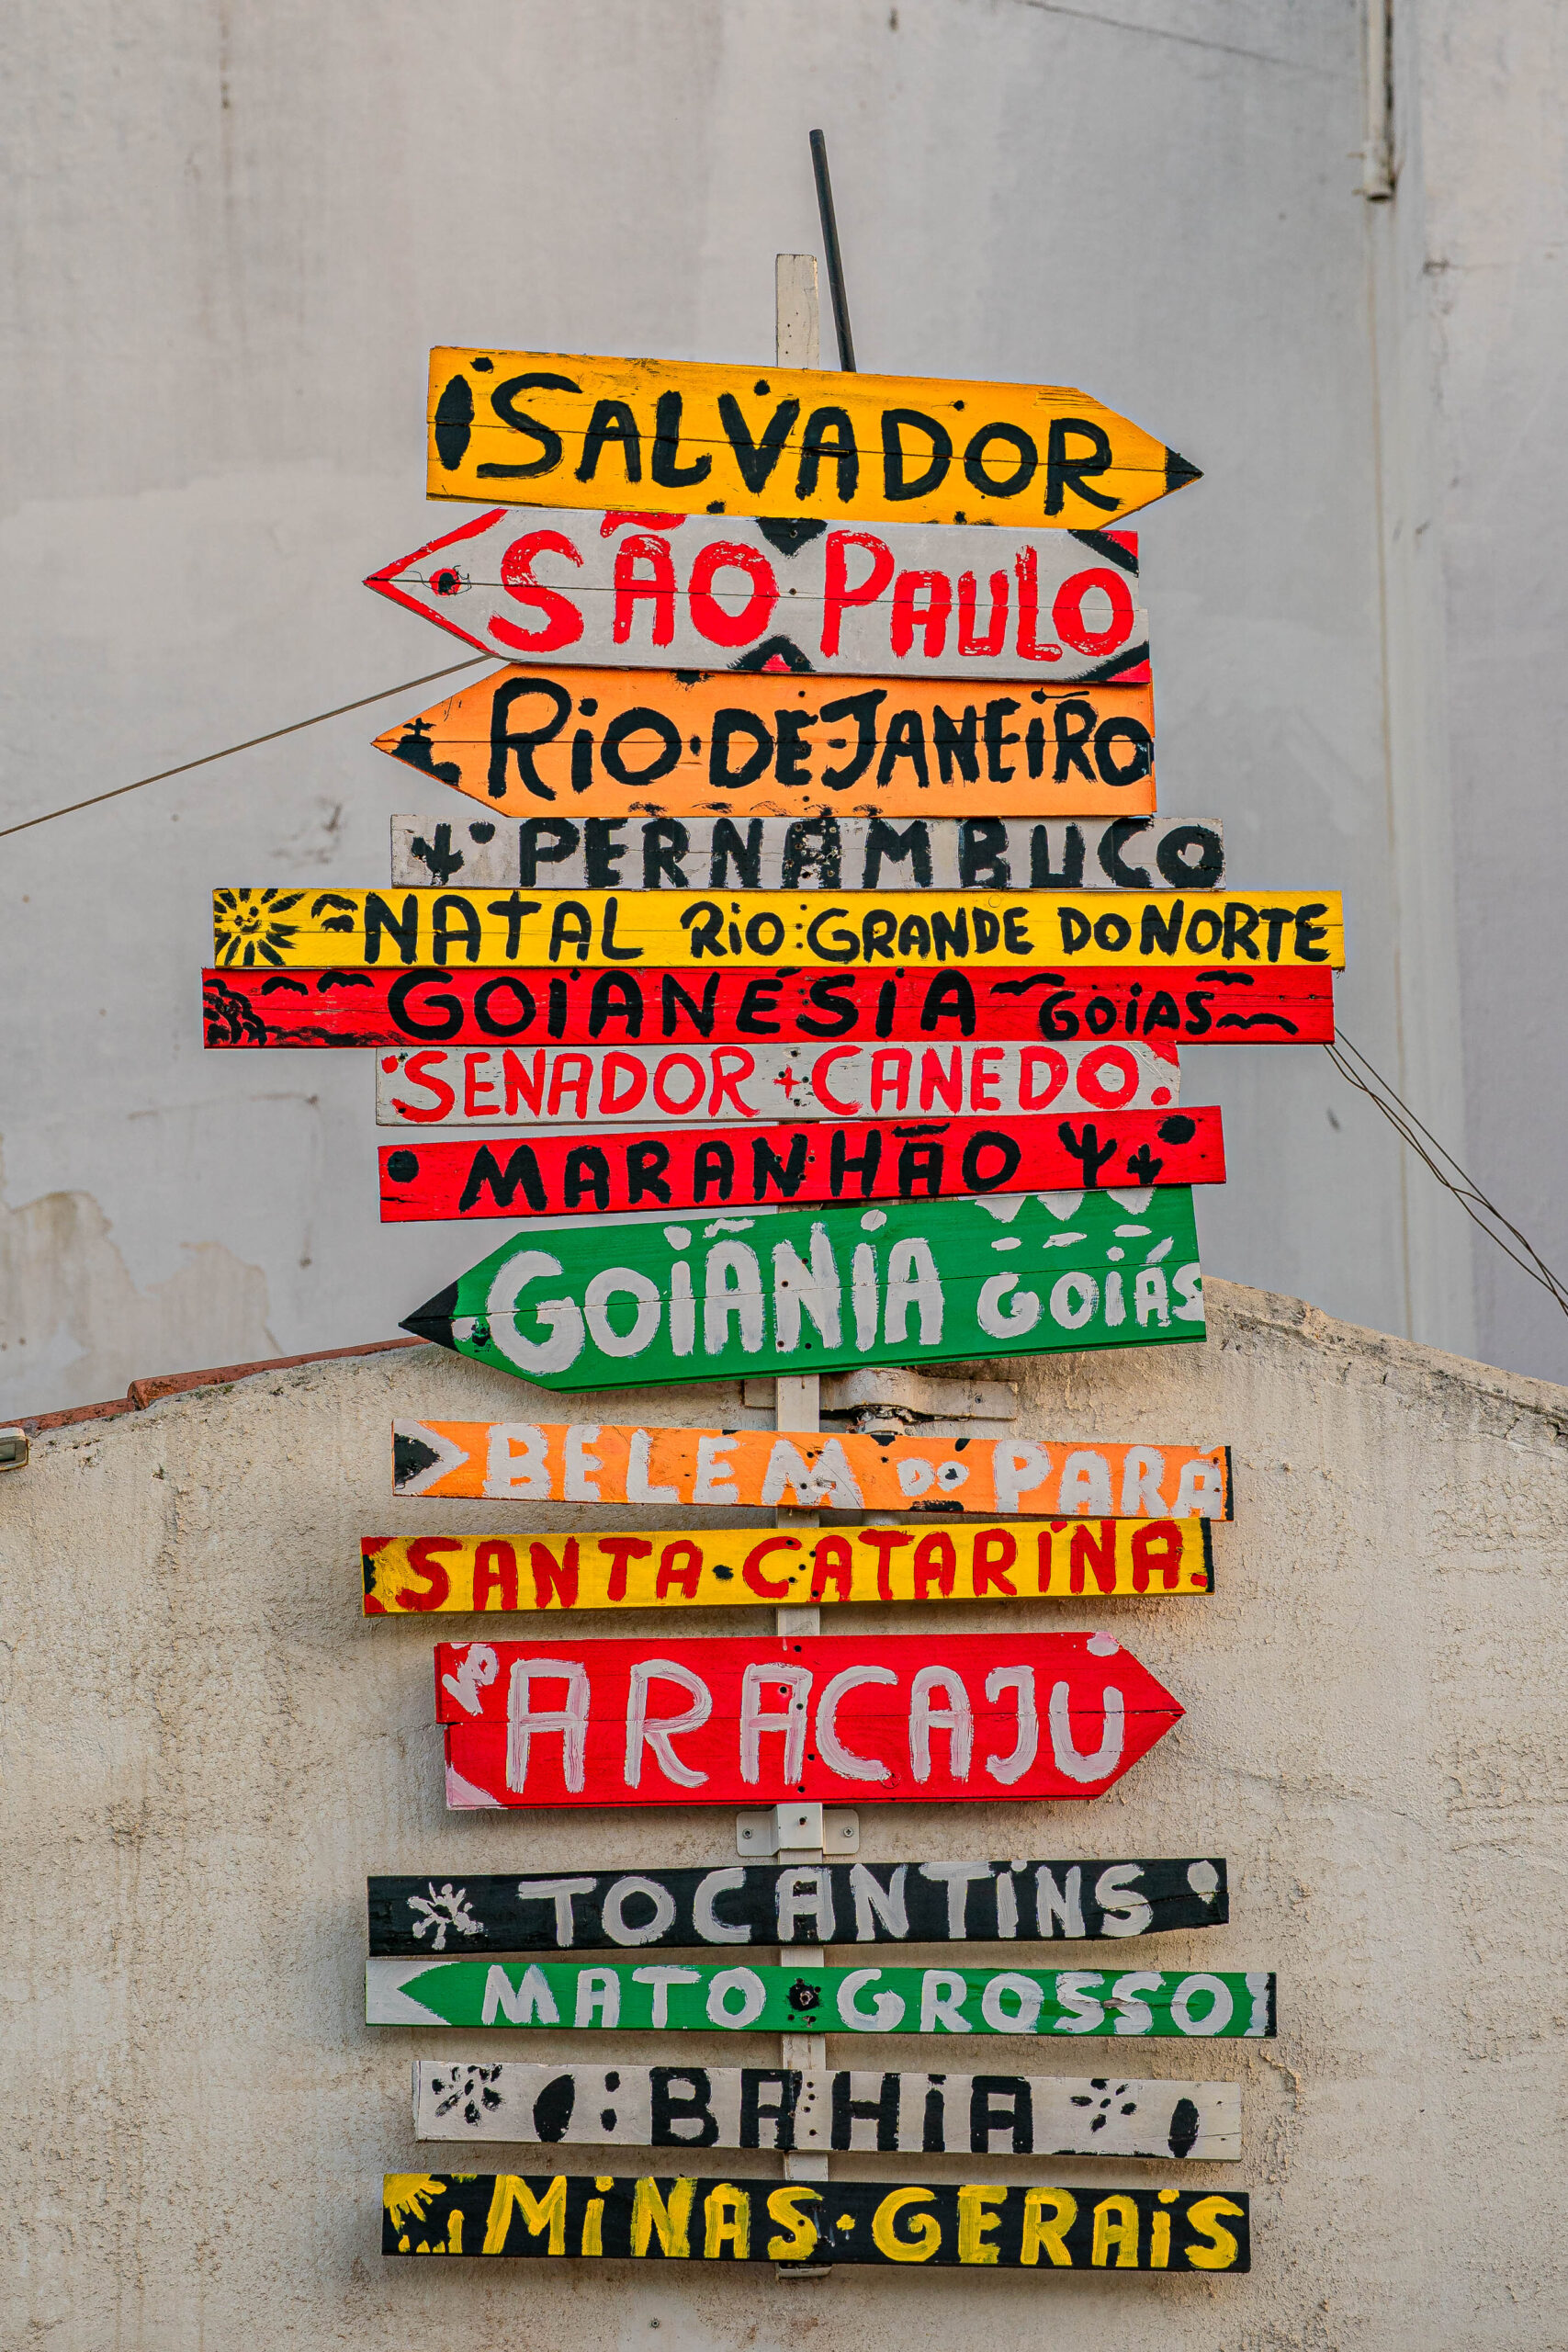 SALVADOR
SÃO PAULO
RiO·DE JANEiRO
PERNAMBUCO
NATAL RiO GRANDE DO NORTE
GOIANÉSIA GOiAS
SENADOR + CANEDO.
MARANHÃO
GOIÂNIA GOIÁS
BELEM DO PARÁ
SANTA·CATARINA.
ARACAJU
TOCANTiNS
MATO GROSSO
BAHiA
MiNAS·GERAiS